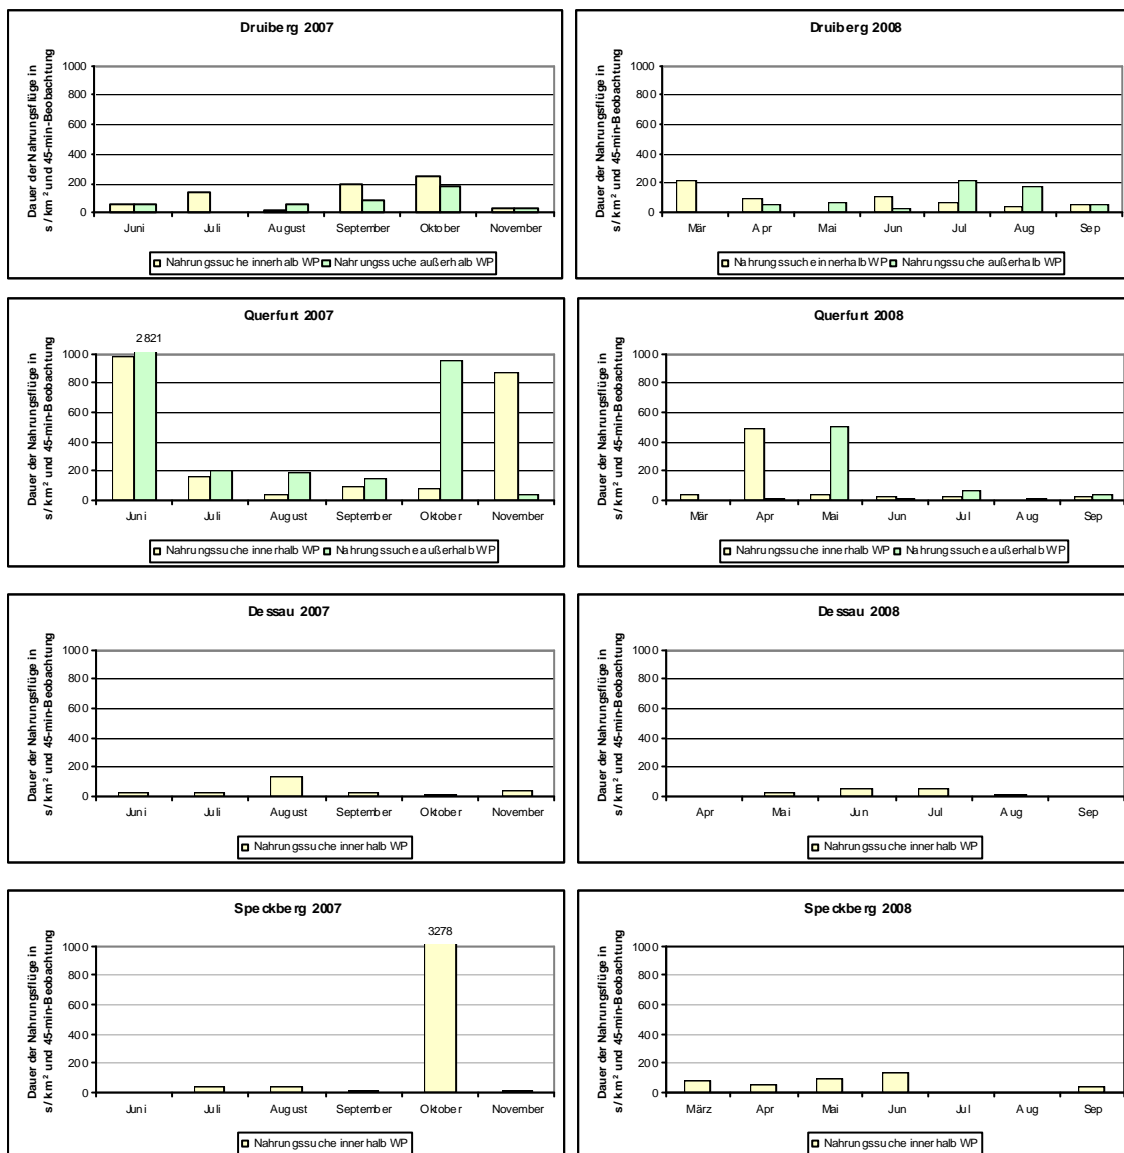 Druiberg 2007
Dauer der Nahrungsflüge in
s/ km² und 45-min-Beobachtung
1000
800
600
400
200
0
Juni Juli August September Oktober November
Nahrungssuche innerhalb WP Nahrungssuche außerhalb WP
Druiberg 2008
Dauer der Nahrungsflüge in
s/ km² und 45-min-Beobachtung
1000
800
600
400
200
0
Mär Apr Mai Jun Jul Aug Sep
Nahrungssuche innerhalb WP Nahrungssuche außerhalb WP
Querfurt 2007
2821
Dauer der Nahrungsflüge in
s/ km² und 45-min-Beobachtung
1000
800
600
400
200
0
Juni Juli August September Oktober November
Nahrungssuche innerhalb WP Nahrungssuche außerhalb WP
Querfurt 2008
Dauer der Nahrungsflüge in
s/ km² und 45-min-Beobachtung
1000
800
600
400
200
0
Mär Apr Mai Jun Jul Aug Sep
Nahrungssuche innerhalb WP Nahrungssuche außerhalb WP
Dessau 2007
Dauer der Nahrungsflüge in
s/ km² und 45-min-Beobachtung
1000
800
600
400
200
0
Juni Juli August September Oktober November
Nahrungssuche innerhalb WP
Dessau 2008
Dauer der Nahrungsflüge in
s/ km² und 45-min-Beobachtung
1000
800
600
400
200
0
Apr Mai Jun Jul Aug Sep
Nahrungssuche innerhalb WP
Speckberg 2007
3278
Dauer der Nahrungsflüge in
s/ km² und 45-min-Beobachtung
1000
800
600
400
200
0
Juni Juli August September Oktober November
Nahrungssuche innerhalb WP
Speckberg 2008
Dauer der Nahrungsflüge in
s/ km² und 45-min-Beobachtung
1000
800
600
400
200
0
März Apr Mai Jun Jul Aug Sep
Nahrungssuche innerhalb WP